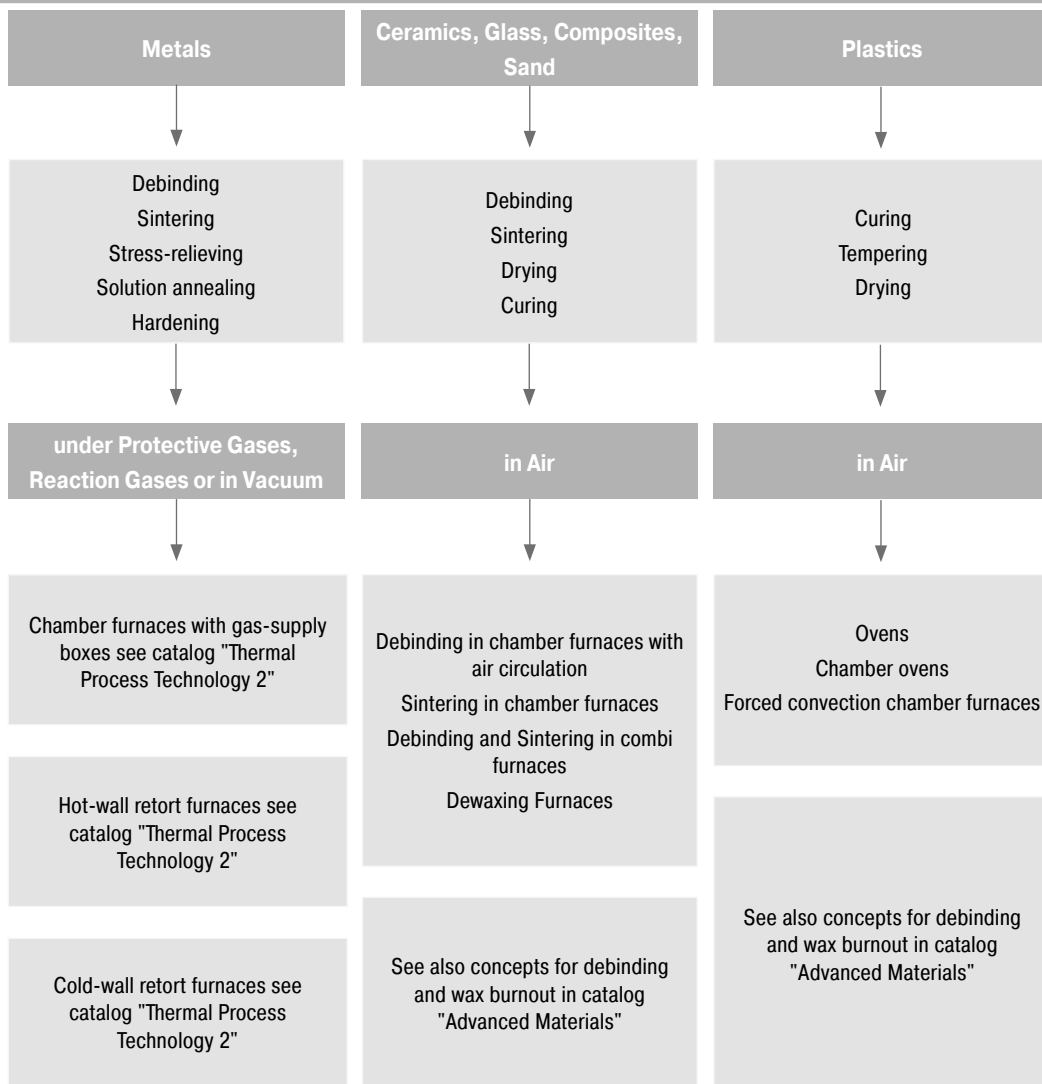 Metals
Debinding
Sintering
Stress-relieving
Solution annealing
Hardening
under Protective Gases,
Reaction Gases or in Vacuum
Chamber furnaces with gas-supply
boxes see catalog "Thermal
Process Technology 2"
Hot-wall retort furnaces see
catalog "Thermal Process
Technology 2"
Cold-wall retort furnaces see
catalog "Thermal Process
Technology 2"
Ceramics, Glass, Composites,
Sand
Debinding
Sintering
Drying
Curing
in Air
Debinding in chamber furnaces with
air circulation
Sintering in chamber furnaces
Debinding and Sintering in combi
furnaces
Dewaxing Furnaces
See also concepts for debinding
and wax burnout in catalog
"Advanced Materials"
Plastics
Curing
Tempering
Drying
in Air
Ovens
Chamber ovens
Forced convection chamber furnaces
See also concepts for debinding
and wax burnout in catalog
"Advanced Materials"